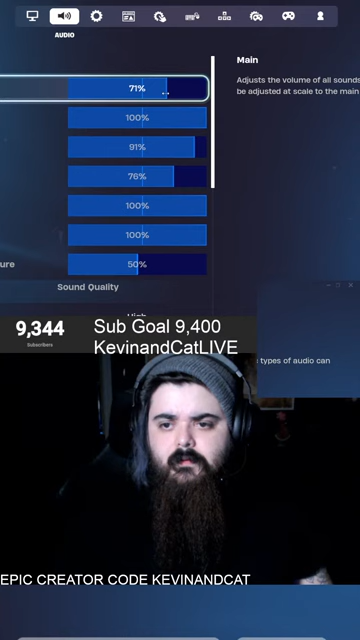 AUDIO
Main
Adjusts the volume of all sounds
be adjusted at scale to the main
71%
100%
91%
76%
100%
100%
ure
50%
Sound Quality
High
9,344
Subscribers
Sub Goal 9,400
KevinandCatLIVE
types of audio can
EPIC CREATOR CODE KEVINANDCAT